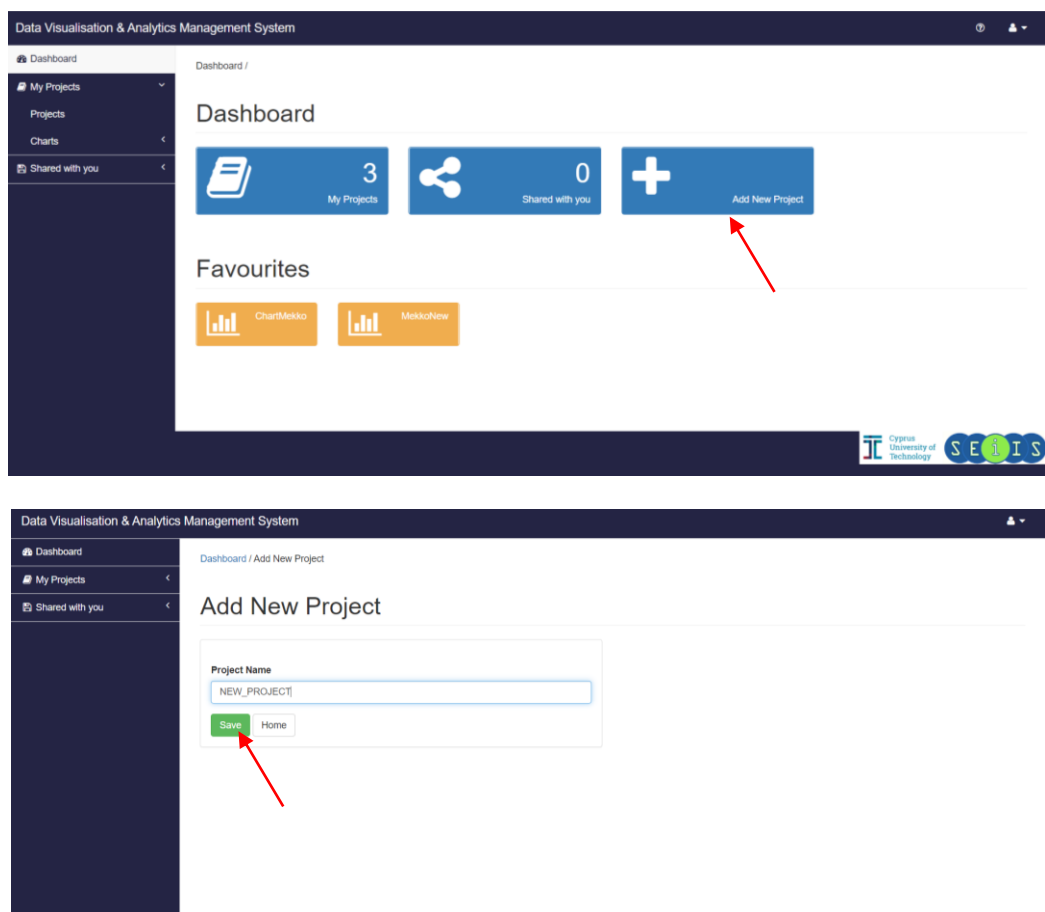 Data Visualisation & Analytics Management System
Dashboard
My Projects
Projects
Charts
Shared with you
Dashboard /
Dashboard
3
My Projects
0
Shared with you
Add New Project
Favourites
ChartMekko
MekkoNew
Cyprus
University of
Technology
SEiIS
Data Visualisation & Analytics Management System
Dashboard
My Projects
Shared with you
Dashboard / Add New Project
Add New Project
Project Name
NEW_PROJECT
Save Home